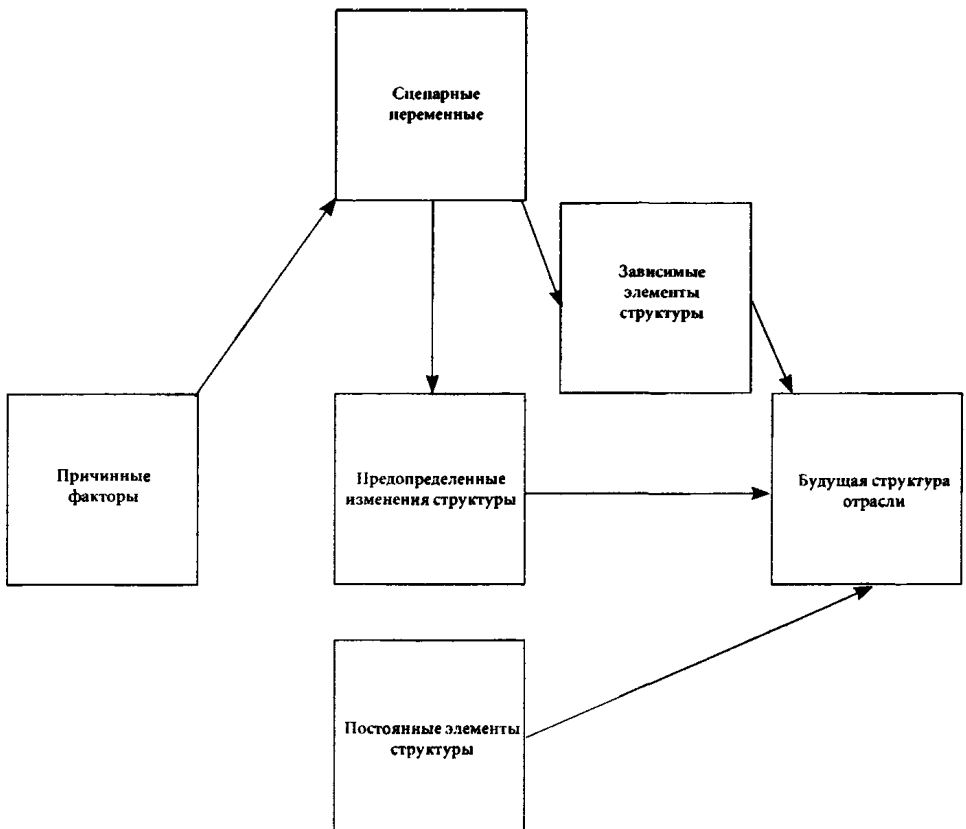 Сценарные
переменные
Зависимые
элементы
структуры
Причинные
факторы
Предопределенные
изменения структуры
Будущая структура
отрасли
Постоянные элементы
структуры